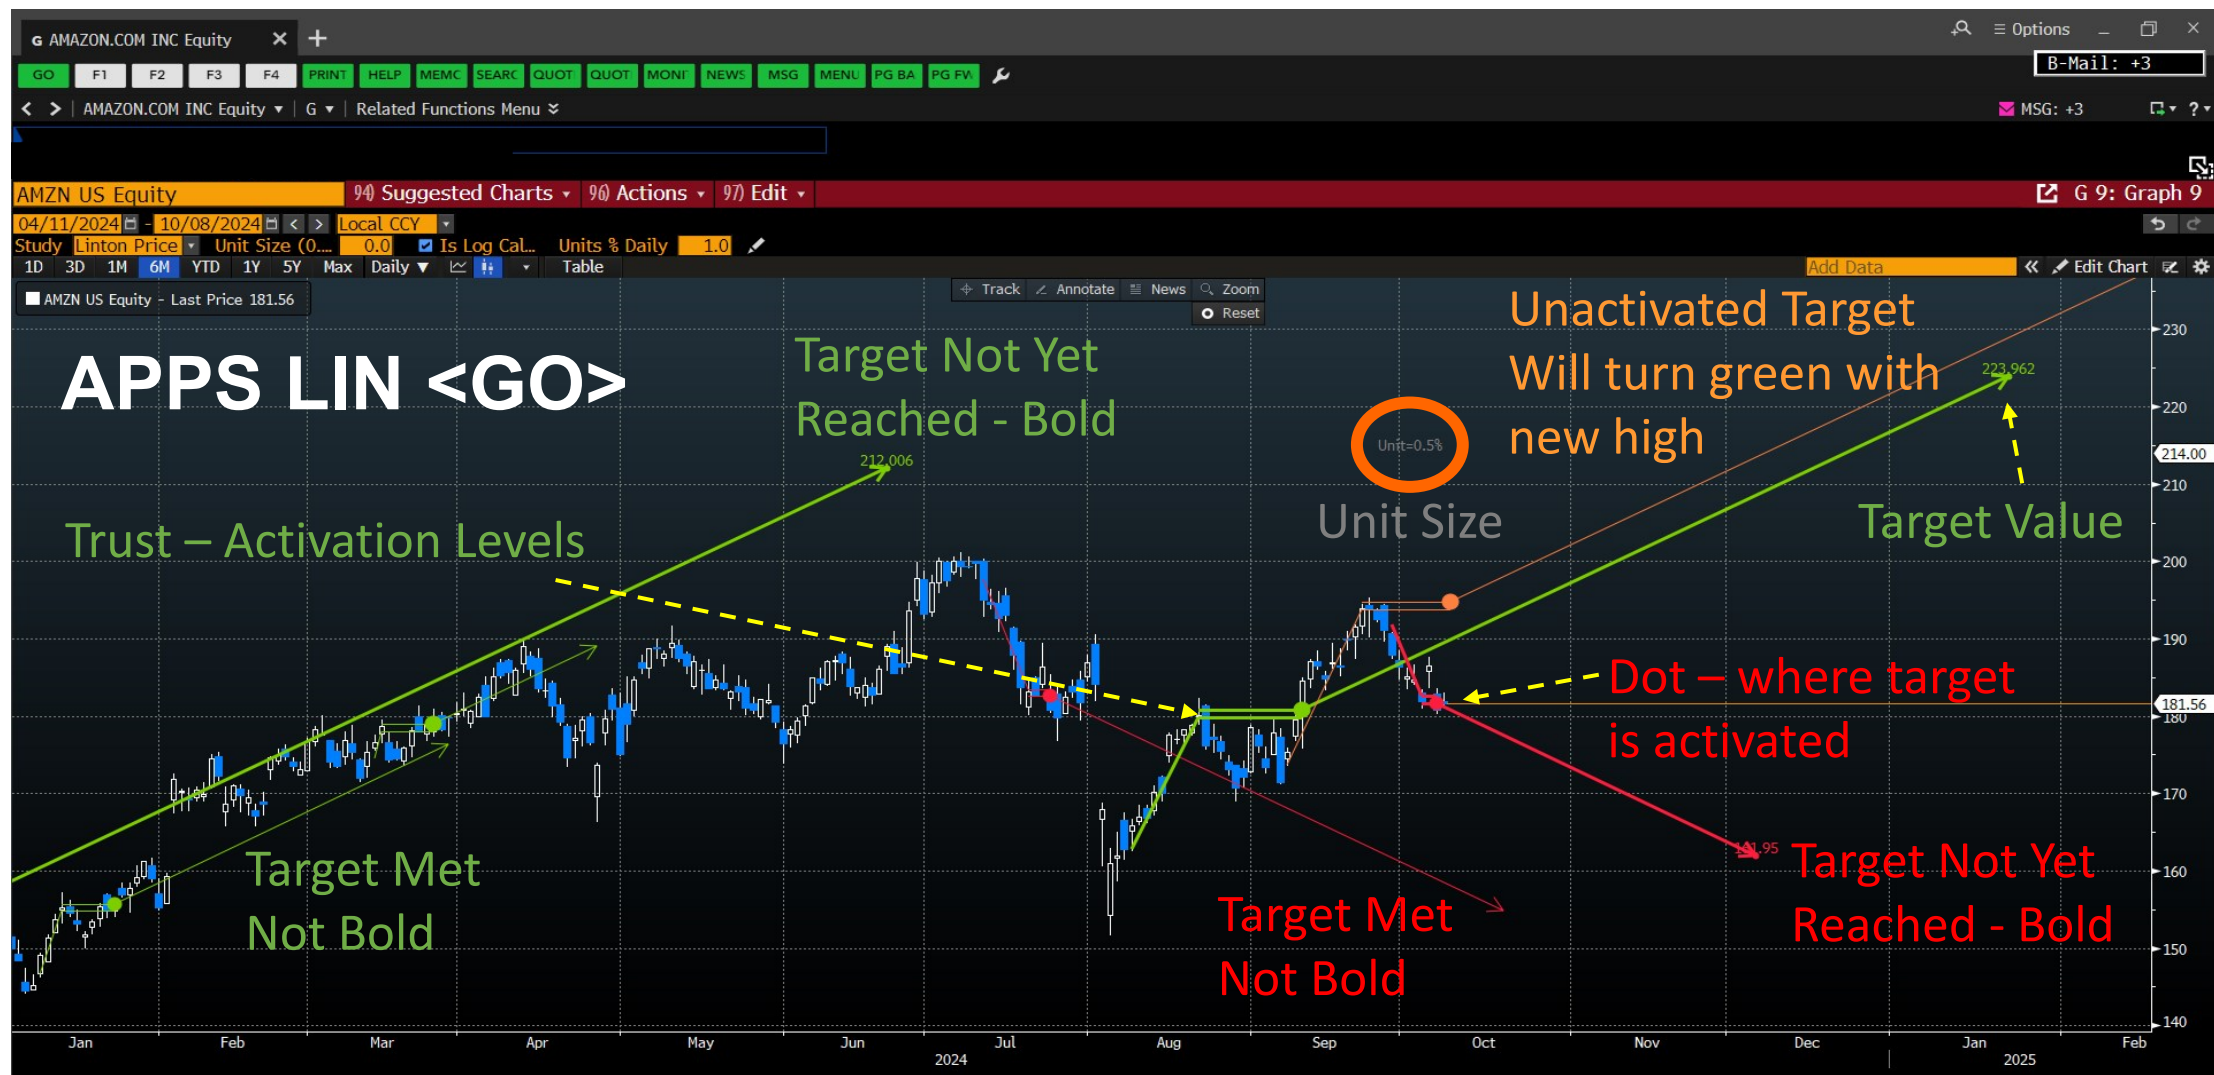 G AMAZON.COM INC Equity × +
Options
GO F1 F2 F3 F4 PRINT HELP MEMC SEARC QUOT QUOT MONI NEWS MSG MENU PG BA PG FW
B-Mail: +3
< > | AMAZON.COM INC Equity | G | Related Functions Menu
MSG: +3 ?
AMZN US Equity 94) Suggested Charts 96) Actions 97) Edit G 9: Graph 9
04/11/2024 - 10/08/2024 < > Local CCY
Study Linton Price Unit Size (0.... 0.0 Is Log Cal... Units % Daily 1.0
1D 3D 1M 6M YTD 1Y 5Y Max Daily Table Add Data « Edit Chart
AMZN US Equity - Last Price 181.56
Track Annotate News Zoom
Reset
APPS LIN <GO>
Target Not Yet
Reached - Bold
Unactivated Target
Will turn green with
new high
Unit=0.5%
Unit Size
212.006
223.962
Target Value
Trust – Activation Levels
Dot – where target
is activated
Target Met
Not Bold
Target Met
Not Bold
Target Not Yet
Reached - Bold
230
220
214.00
210
200
190
181.56
180
170
160
150
140
Jan Feb Mar Apr May Jun Jul Aug Sep Oct Nov Dec Jan Feb
2024 2025